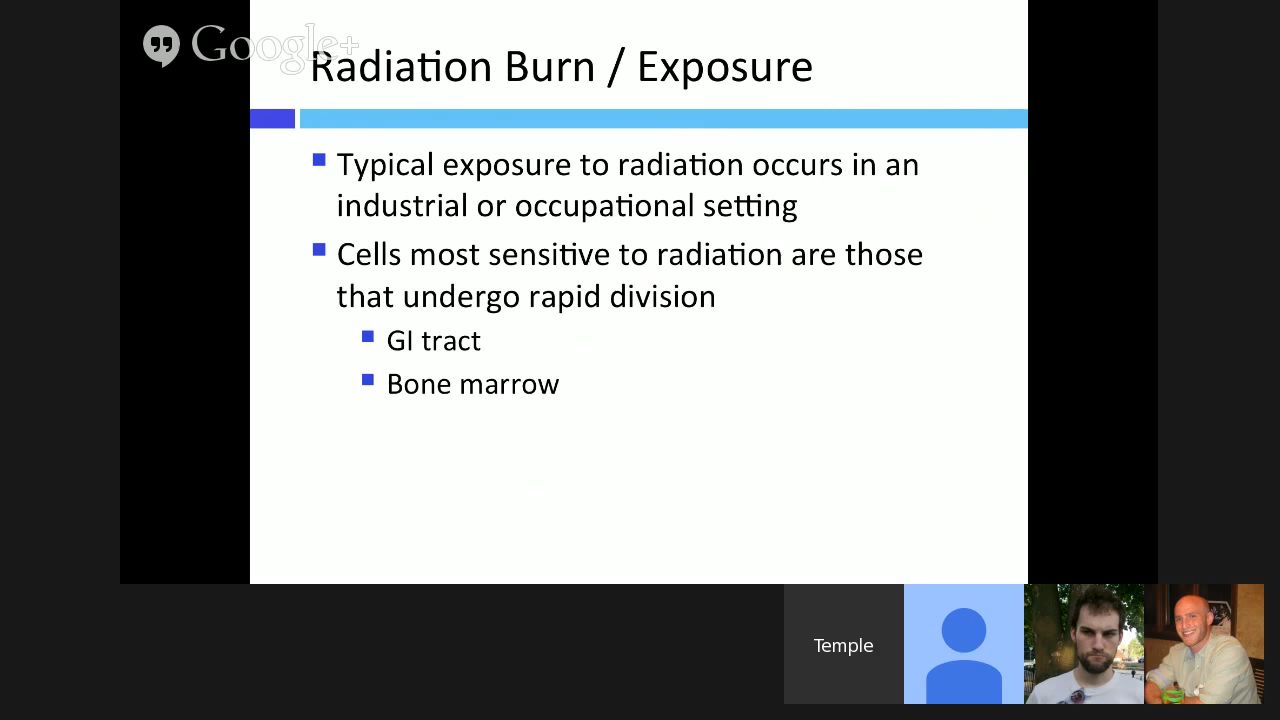 Google+
Radiation Burn / Exposure
Typical exposure to radiation occurs in an
industrial or occupational setting
Cells most sensitive to radiation are those
that undergo rapid division
GI tract
Bone marrow
Temple